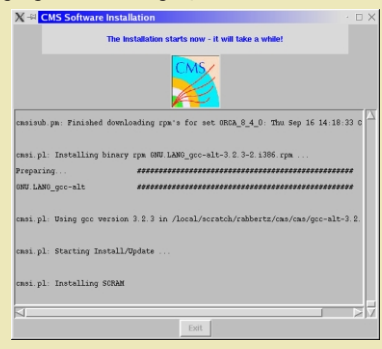 CMS Software Installation
The Installation starts now - it will take a while!
CMS
cmsisub.pm: Finished downloading rpm's for set ORCA_8_4_0: Thu Sep 16 14:18:33 C
cmsi.pl: Installing binary rpm GNU.LANG_gcc-alt-3.2.3-2.i386.rpm ...
Preparing... ##################################################
GNU.LANG_gcc-alt ##################################################
cmsi.pl: Using gcc version 3.2.3 in /local/scratch/rabbertz/cms/cms/gcc-alt-3.2.
cmsi.pl: Starting Install/Update ...
cmsi.pl: Installing SCRAM
Exit